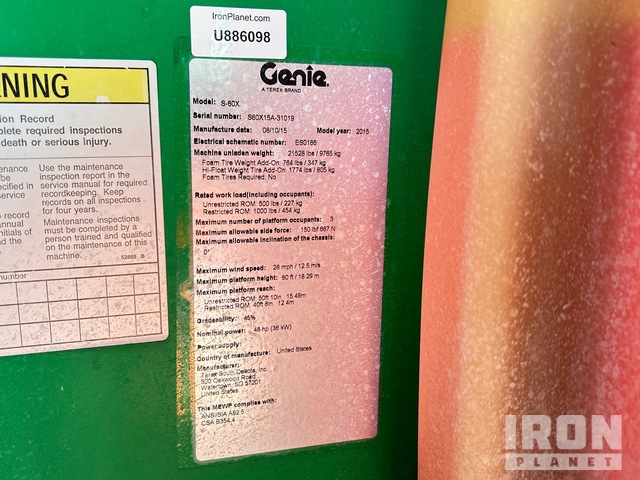 IronPlanet.com
U886098
RNING
ion Record
lete required inspections
death or serious injury.
Use the maintenance
inspection report in the
service manual for required
recordkeeping. Keep
records on all inspections
for four years.
Maintenance inspections
must be completed by a
person trained and qualified
on the maintenance of this
machine.
52865 B
number
Genie
A TEREX BRAND
Model: S-60X
Serial number: S60X15A-31019
Manufacture date: 08/10/15 Model year: 2015
Electrical schematic number: ES0186
Machine unladen weight: 21528 lbs / 9765 kg
Foam Tire Weight Add-On: 764 lb / 347 kg
Hi-Float Weight Tire Add-On: 1774 lbs / 805 kg
Foam Tires Required: No
Rated work load(including occupants):
Unrestricted ROM: 500 lbs / 227 kg
Restricted ROM: 1000 lbs / 454 kg
Maximum number of platform occupants: 3
Maximum allowable side force: 150 lbf 667 N
Maximum allowable inclination of the chassis:
0°
Maximum wind speed: 28 mph / 12.5 m/s
Maximum platform height: 60 ft / 18.29 m
Maximum platform reach:
Unrestricted ROM: 50ft 10in 15.49m
Restricted ROM: 40ft 8in 12.4m
Gradeability: 45%
Nominal power: 48 hp (36 kW)
Power supply:
Country of manufacture: United States
Manufacturer:
Terex South Dakota, Inc.
800 Oakwood Road
Watertown, SD 57201
United States
This MEWP complies with:
ANSI/SIA A92.5
CSA B354.4
IRON
PLANET